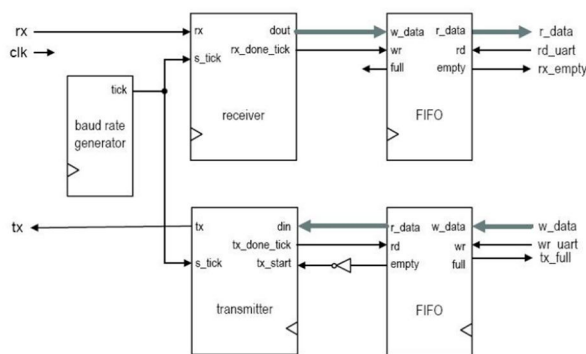 rx
clk
rx
dout
rx_done_tick
s_tick
receiver
w_data
r_data
wr
rd
full
empty
FIFO
r_data
rd_uart
rx_empty
tick
baud rate
generator
tx
tx
din
tx_done_tick
tx_start
s_tick
transmitter
r_data
w_data
rd
wr
empty
full
FIFO
w_data
wr_uart
tx_full